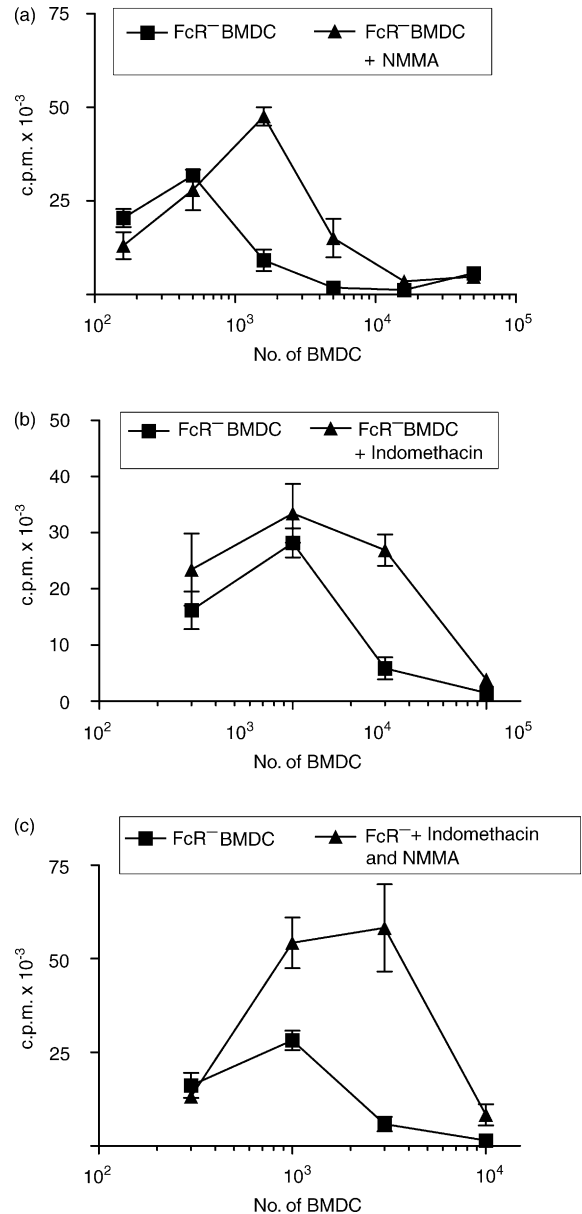 (a)
FcR⁻ BMDC
FcR⁻ BMDC
+ NMMA
75
50
25
c.p.m. x 10⁻³
10² 10³ 10⁴ 10⁵
No. of BMDC
(b)
FcR⁻ BMDC
FcR⁻ BMDC
+ Indomethacin
50
40
30
20
10
0
c.p.m. x 10⁻³
10² 10³ 10⁴ 10⁵
No. of BMDC
(c)
FcR⁻ BMDC
FcR⁻ + Indomethacin
and NMMA
75
50
25
c.p.m. x 10⁻³
10² 10³ 10⁴
No. of BMDC